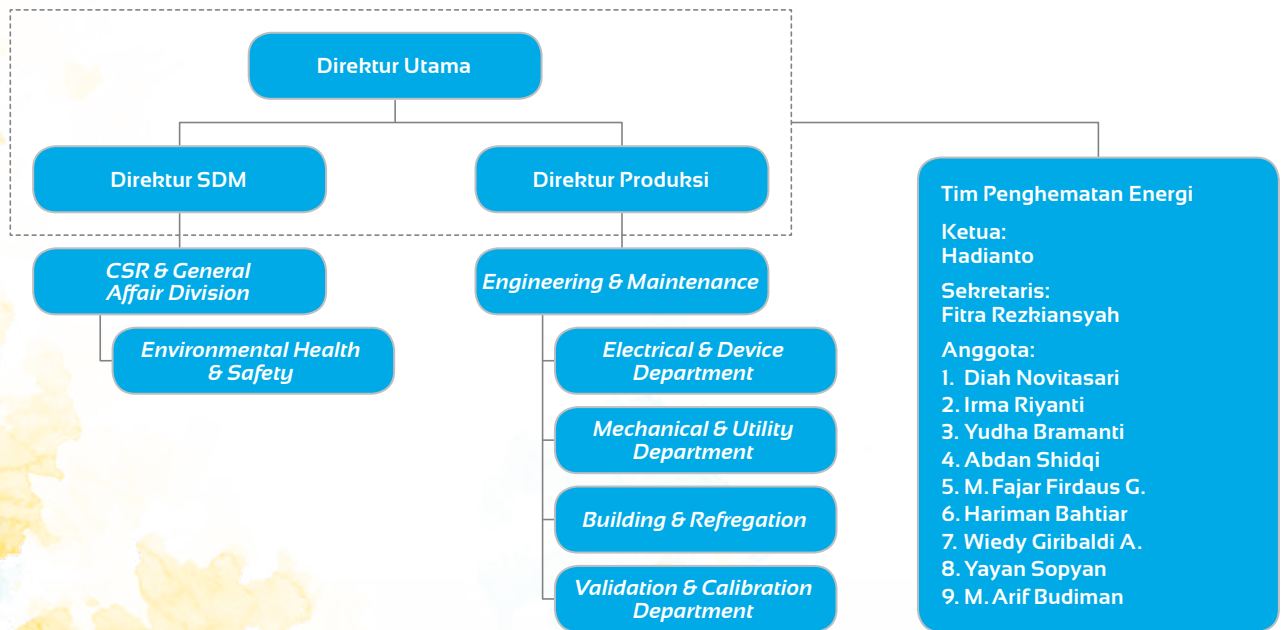 Direktur Utama
Direktur SDM
Direktur Produksi
CSR & General
Affair Division
Engineering & Maintenance
Environmental Health
& Safety
Electrical & Device
Department
Mechanical & Utility
Department
Building & Refregation
Validation & Calibration
Department
Tim Penghematan Energi
Ketua:
Hadianto
Sekretaris:
Fitra Rezkiansyah
Anggota:
1. Diah Novitasari
2. Irma Riyanti
3. Yudha Bramanti
4. Abdan Shidqi
5. M. Fajar Firdaus G.
6. Hariman Bahtiar
7. Wiedy Giribaldi A.
8. Yayan Sopyan
9. M. Arif Budiman